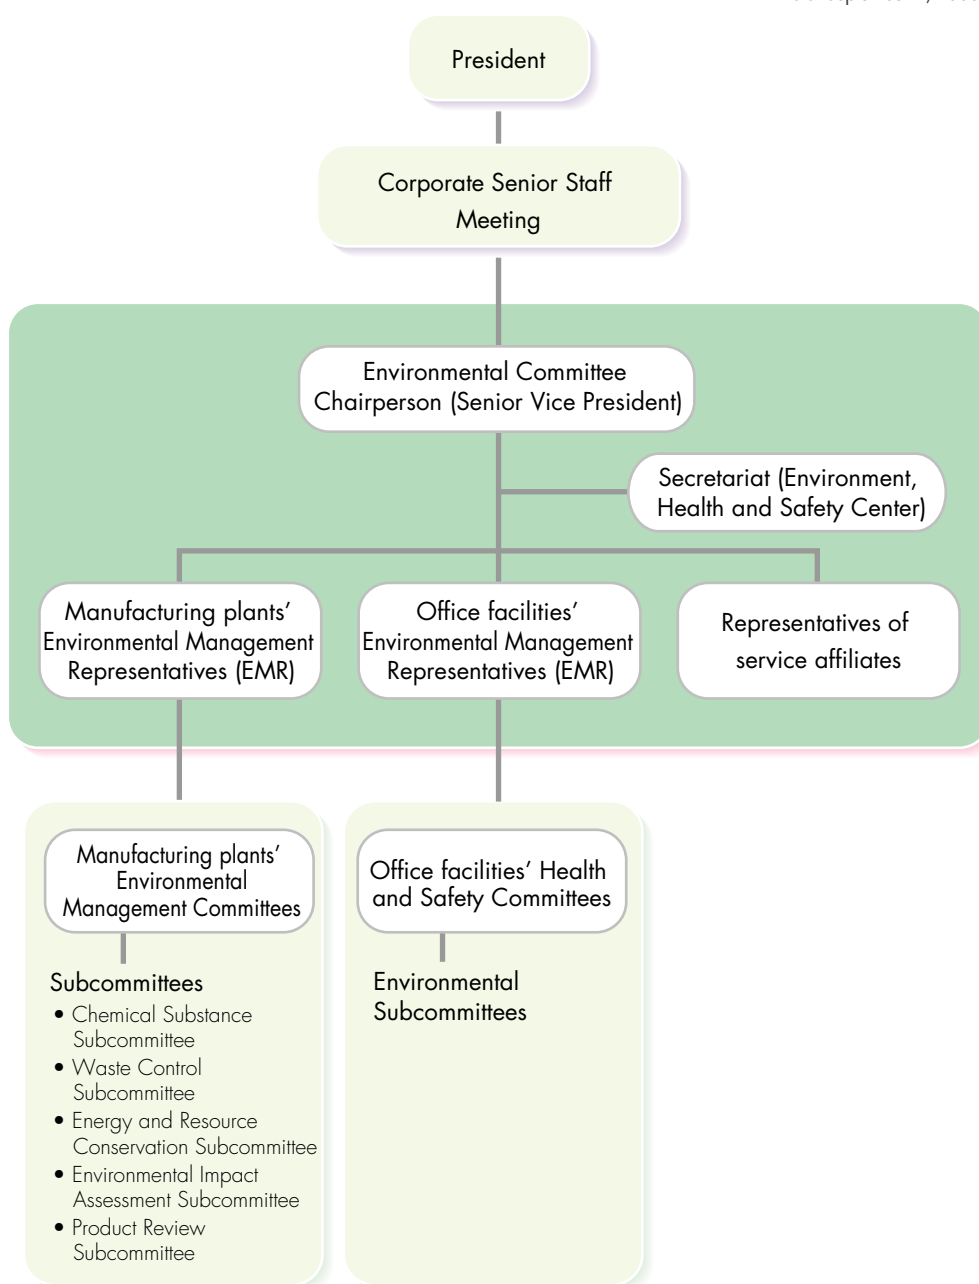 President
Corporate Senior Staff
Meeting
Environmental Committee
Chairperson (Senior Vice President)
Secretariat (Environment,
Health and Safety Center)
Manufacturing plants’
Environmental Management
Representatives (EMR)
Office facilities’
Environmental Management
Representatives (EMR)
Representatives of
service affiliates
Manufacturing plants’
Environmental
Management Committees
Subcommittees
• Chemical Substance
Subcommittee
• Waste Control
Subcommittee
• Energy and Resource
Conservation Subcommittee
• Environmental Impact
Assessment Subcommittee
• Product Review
Subcommittee
Office facilities’ Health
and Safety Committees
Environmental
Subcommittees